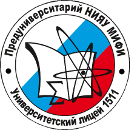 Предуниверситарий НИЯУ МИФИ
Университетский лицей 1511